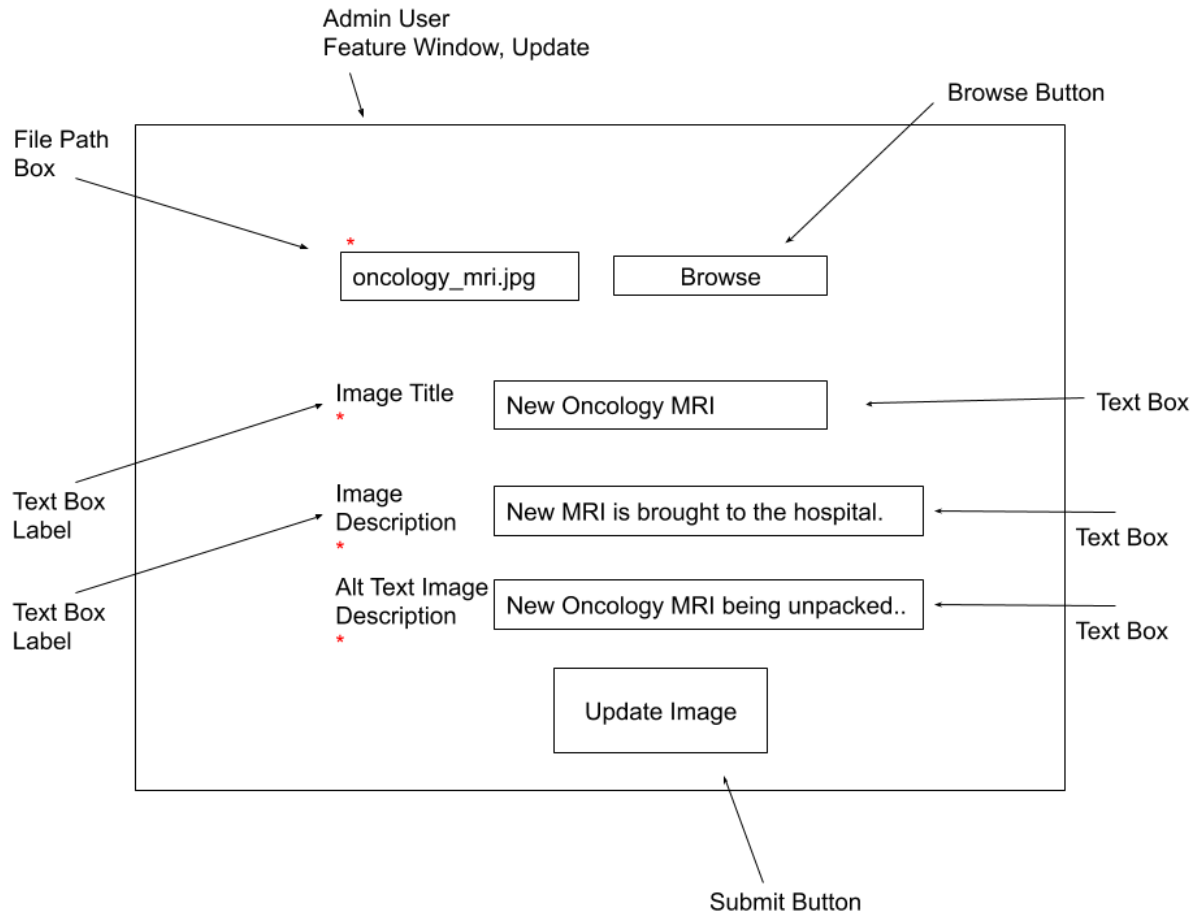 Admin User
Feature Window, Update
Browse Button
File Path
Box
*
oncology_mri.jpg
Browse
Image Title
*
New Oncology MRI
Text Box
Text Box
Label
Image
Description
*
New MRI is brought to the hospital.
Text Box
Alt Text Image
Description
*
New Oncology MRI being unpacked..
Text Box
Text Box
Label
Update Image
Submit Button